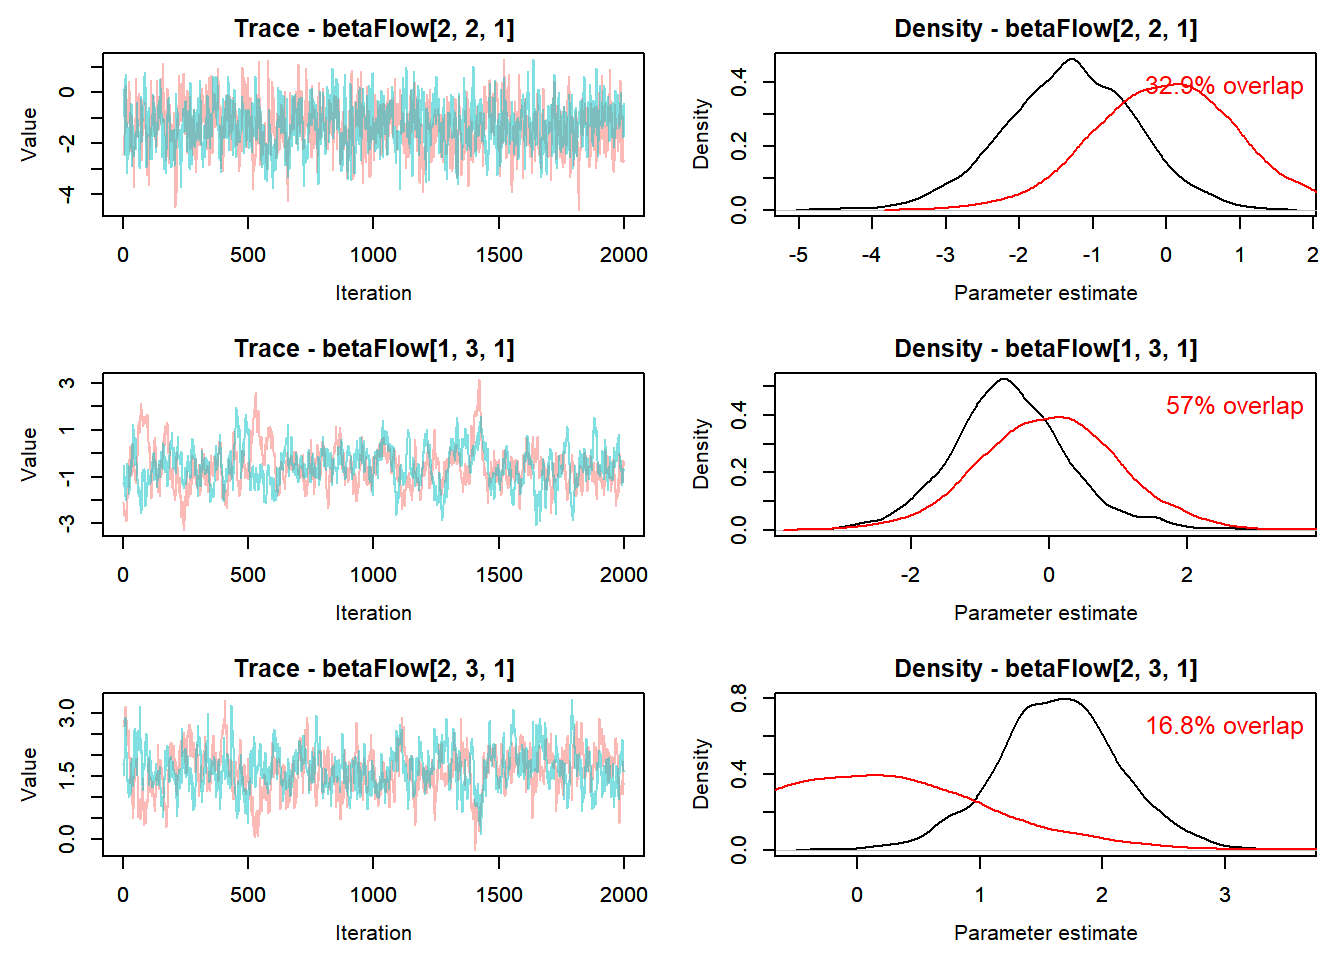 Trace - betaFlow[2, 2, 1]
Value
0
-2
-4
0
500
1000
1500
2000
Iteration
Density - betaFlow[2, 2, 1]
32.9% overlap
Density
0.4
0.2
0.0
-5
-4
-3
-2
-1
0
1
2
Parameter estimate
Trace - betaFlow[1, 3, 1]
Value
3
1
-1
-3
0
500
1000
1500
2000
Iteration
Density - betaFlow[1, 3, 1]
57% overlap
Density
0.4
0.2
0.0
-2
0
2
Parameter estimate
Trace - betaFlow[2, 3, 1]
Value
3.0
1.5
0.0
0
500
1000
1500
2000
Iteration
Density - betaFlow[2, 3, 1]
16.8% overlap
Density
0.8
0.4
0.0
0
1
2
3
Parameter estimate